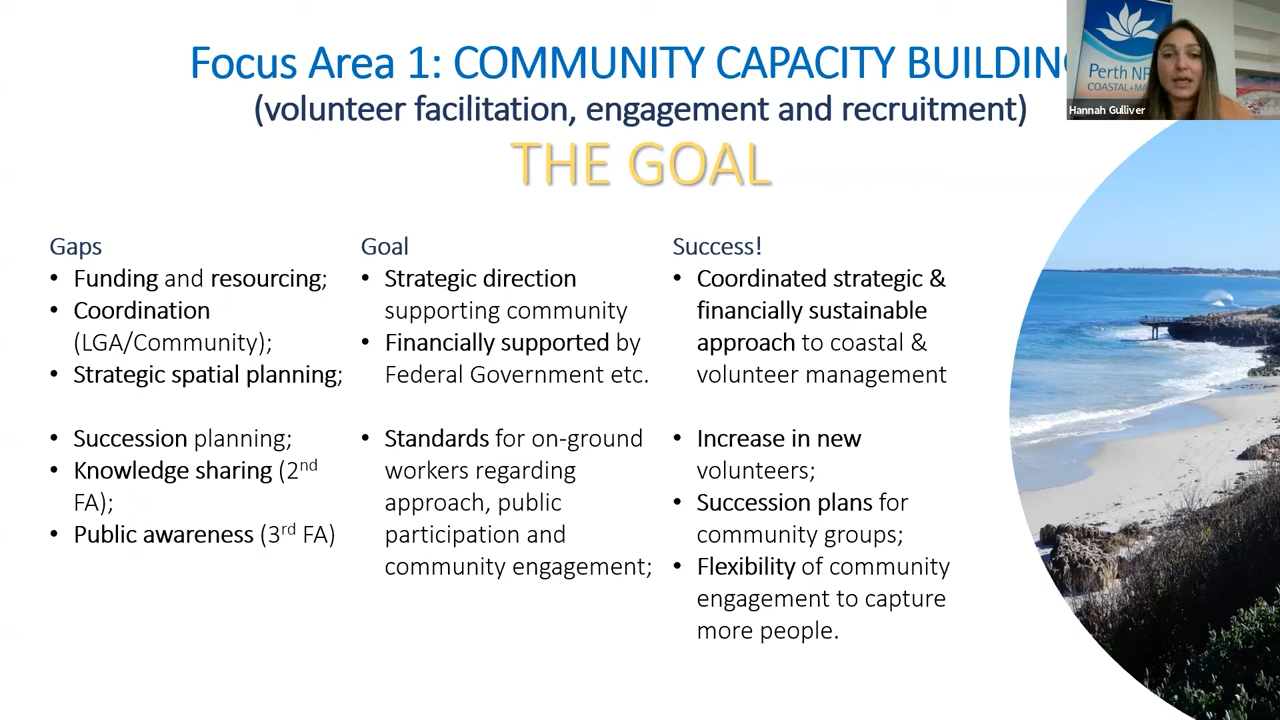 Focus Area 1: COMMUNITY CAPACITY BUILDIN
(volunteer facilitation, engagement and recruitment)
THE GOAL
Perth NR
COASTAL+MA
Hannah Gulliver
Gaps
• Funding and resourcing;
• Coordination
(LGA/Community);
• Strategic spatial planning;
• Succession planning;
• Knowledge sharing (2nd
FA);
• Public awareness (3rd FA)
Goal
• Strategic direction
supporting community
• Financially supported by
Federal Government etc.
• Standards for on-ground
workers regarding
approach, public
participation and
community engagement;
Success!
• Coordinated strategic &
financially sustainable
approach to coastal &
volunteer management
• Increase in new
volunteers;
• Succession plans for
community groups;
• Flexibility of community
engagement to capture
more people.